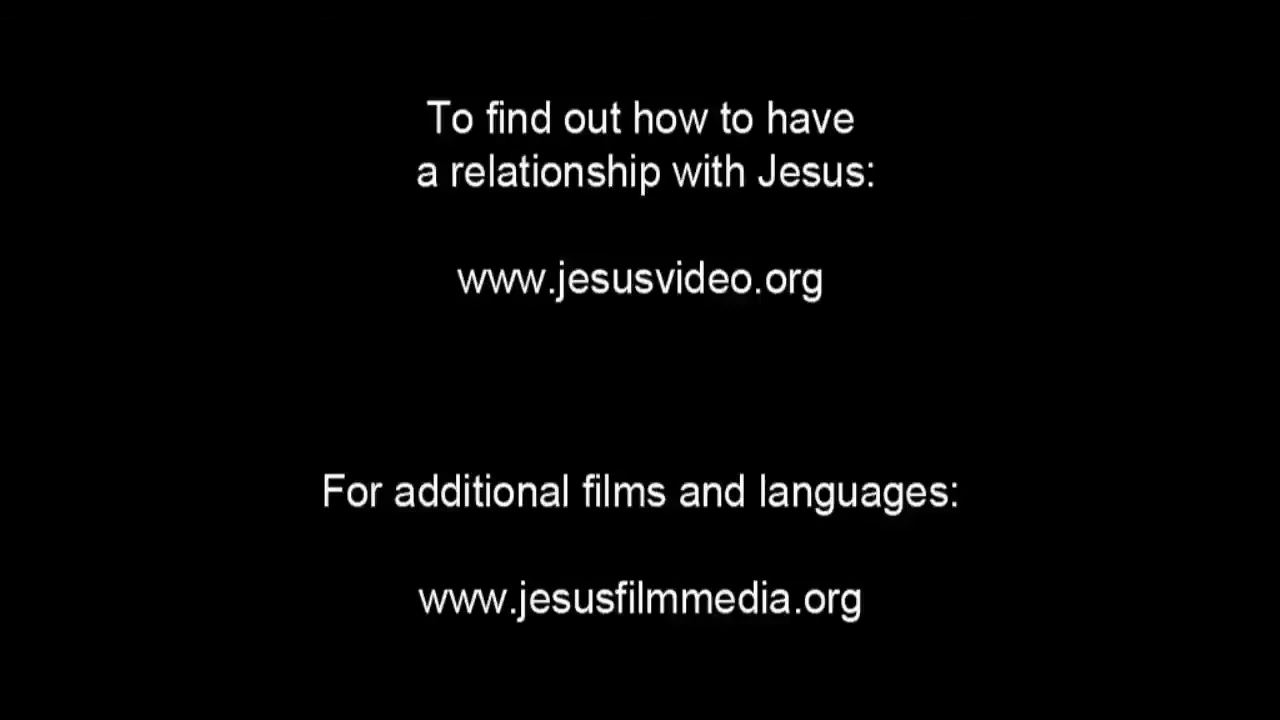 To find out how to have
a relationship with Jesus:
www.jesusvideo.org
For additional films and languages:
www.jesusfilmmedia.org